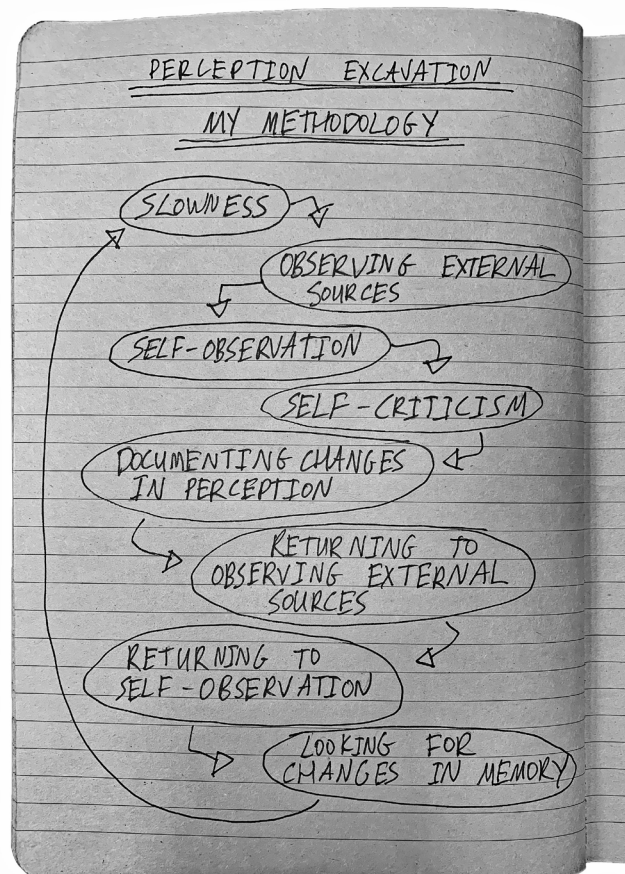 PERCEPTION EXCAVATION
MY METHODOLOGY
SLOWNESS
OBSERVING EXTERNAL
SOURCES
SELF-OBSERVATION
SELF-CRITICISM
DOCUMENTING CHANGES
IN PERCEPTION
RETURNING TO
OBSERVING EXTERNAL
SOURCES
RETURNING TO
SELF-OBSERVATION
LOOKING FOR
CHANGES IN MEMORY